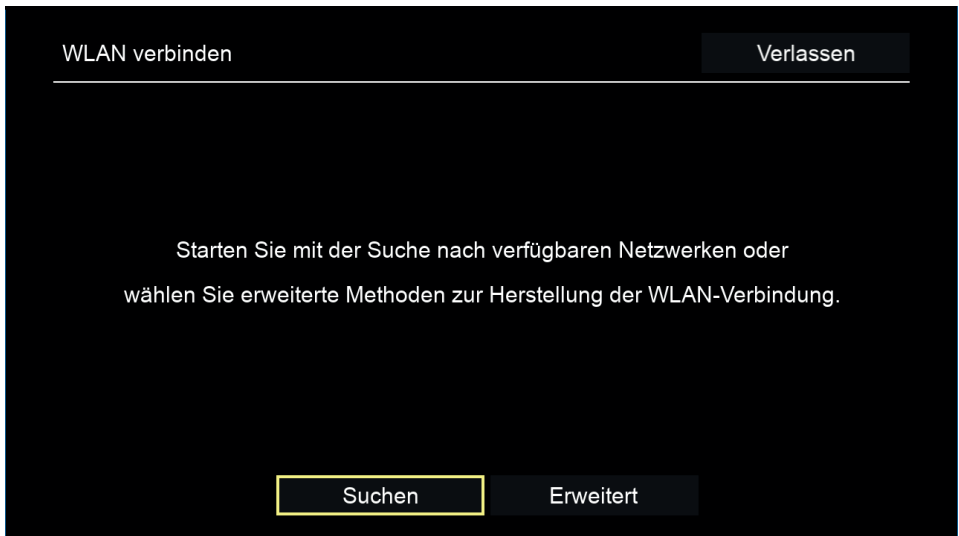 WLAN verbinden
Verlassen
Starten Sie mit der Suche nach verfügbaren Netzwerken oder
wählen Sie erweiterte Methoden zur Herstellung der WLAN-Verbindung.
Suchen
Erweitert